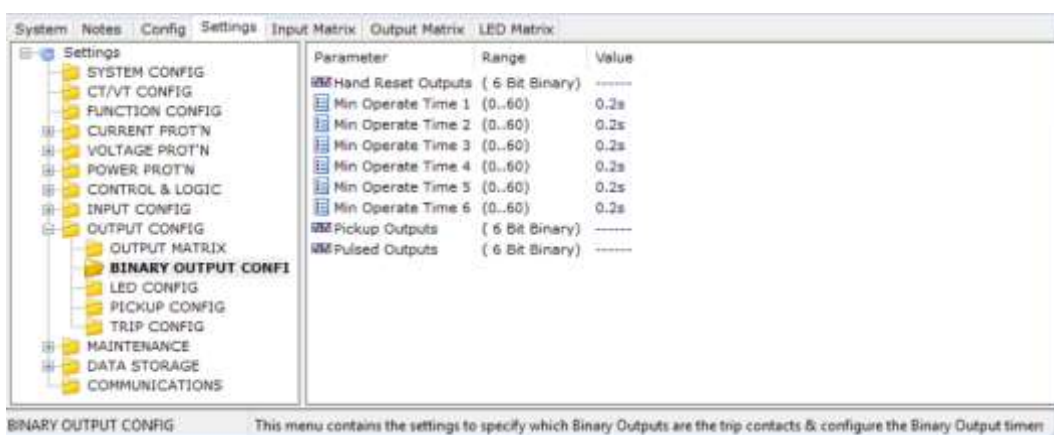 System Notes Config Settings Input Matrix Output Matrix LED Matrix
Settings
SYSTEM CONFIG
CT/VT CONFIG
FUNCTION CONFIG
CURRENT PROT'N
VOLTAGE PROT'N
POWER PROT'N
CONTROL & LOGIC
INPUT CONFIG
OUTPUT CONFIG
OUTPUT MATRIX
BINARY OUTPUT CONFI
LED CONFIG
PICKUP CONFIG
TRIP CONFIG
MAINTENANCE
DATA STORAGE
COMMUNICATIONS
Parameter Range Value
Hand Reset Outputs ( 6 Bit Binary) ------
Min Operate Time 1 (0..60) 0.2s
Min Operate Time 2 (0..60) 0.2s
Min Operate Time 3 (0..60) 0.2s
Min Operate Time 4 (0..60) 0.2s
Min Operate Time 5 (0..60) 0.2s
Min Operate Time 6 (0..60) 0.2s
Pickup Outputs ( 6 Bit Binary) ------
Pulsed Outputs ( 6 Bit Binary) ------
BINARY OUTPUT CONFIG This menu contains the settings to specify which Binary Outputs are the trip contacts & configure the Binary Output timers